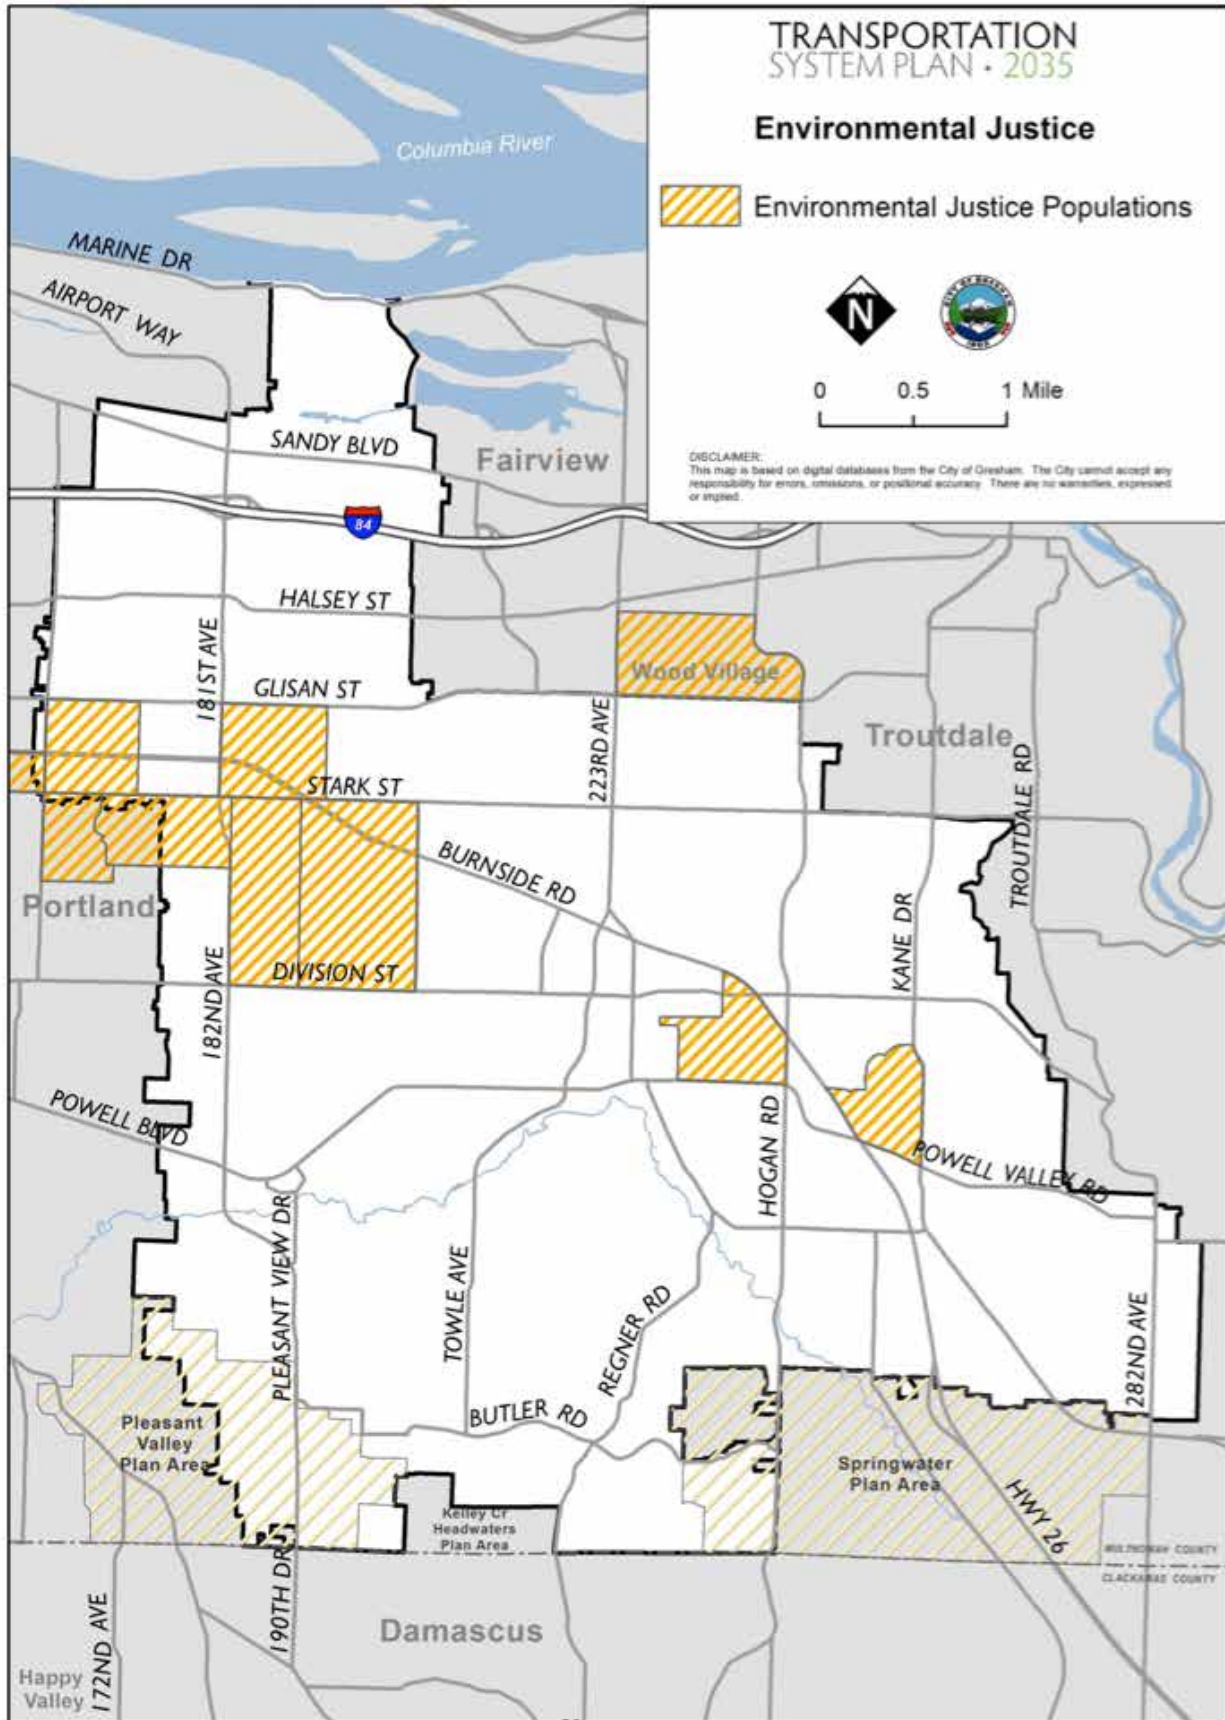 TRANSPORTATION
SYSTEM PLAN • 2035
Environmental Justice
Environmental Justice Populations
N
CITY OF GRESHAM
0 0.5 1 Mile
DISCLAIMER:
This map is based on digital databases from the City of Gresham. The City cannot accept any
responsibility for errors, omissions, or positional accuracy. There are no warranties, expressed
or implied.
Columbia River
MARINE DR
AIRPORT WAY
SANDY BLVD
Fairview
84
HALSEY ST
181ST AVE
Wood Village
GLISAN ST
223RD AVE
Troutdale
TROUTDALE RD
STARK ST
BURNSIDE RD
KANE DR
Portland
182ND AVE
DIVISION ST
POWELL BLVD
HOGAN RD
POWELL VALLEY RD
PLEASANT VIEW DR
TOWLE AVE
REGNER RD
282ND AVE
BUTLER RD
Pleasant
Valley
Plan Area
Springwater
Plan Area
HWY 26
Kelley Cr
Headwaters
Plan Area
MULTNOMAH COUNTY
CLACKAMAS COUNTY
190TH DR
172ND AVE
Damascus
Happy
Valley